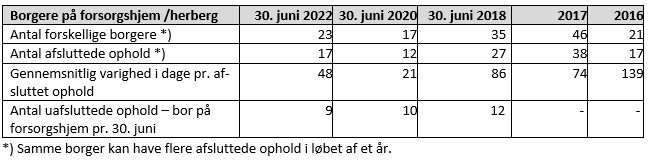 Borgere på forsorgshjem /herberg 30. juni 2022 30. juni 2020 30. juni 2018 2017 2016
Antal forskellige borgere *) 23 17 35 46 21
Antal afsluttede ophold *) 17 12 27 38 17
Gennemsnitlig varighed i dage pr. af- 48 21 86 74 139
sluttet ophold
Antal uafsluttede ophold – bor på 9 10 12 - -
forsorgshjem pr. 30. juni
*) Samme borger kan have flere afsluttede ophold i løbet af et år.